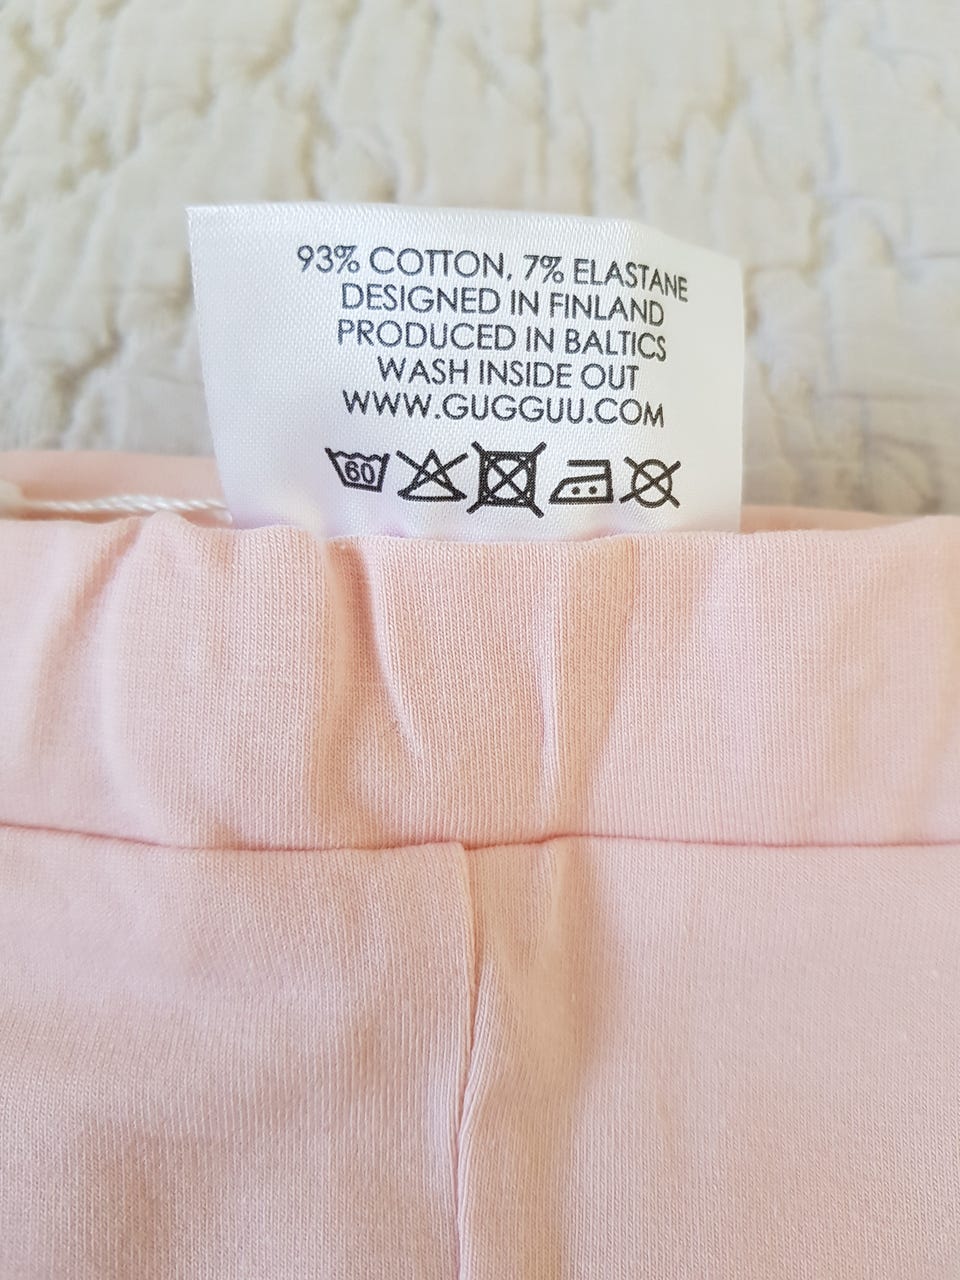 93% COTTON, 7% ELASTANE
DESIGNED IN FINLAND
PRODUCED IN BALTICS
WASH INSIDE OUT
WWW.GUGGUU.COM
60